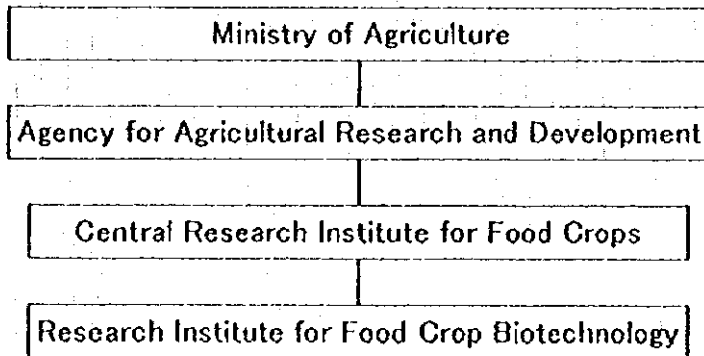 Ministry of Agriculture
Agency for Agricultural Research and Development
Central Research Institute for Food Crops
Research Institute for Food Crop Biotechnology